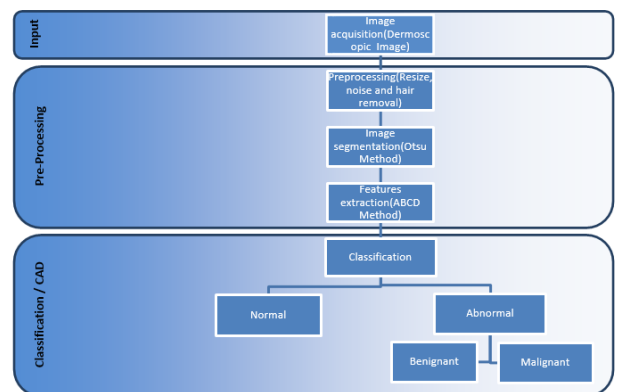 Input
Image
acquisition(Dermosc
opic Image)
Pre-Processing
Preprocessing(Resize,
noise and hair
removal)
Image
segmentation(Otsu
Method)
Features
extraction(ABCD
Method)
Classification / CAD
Classification
Normal
Abnormal
Benignant
Malignant